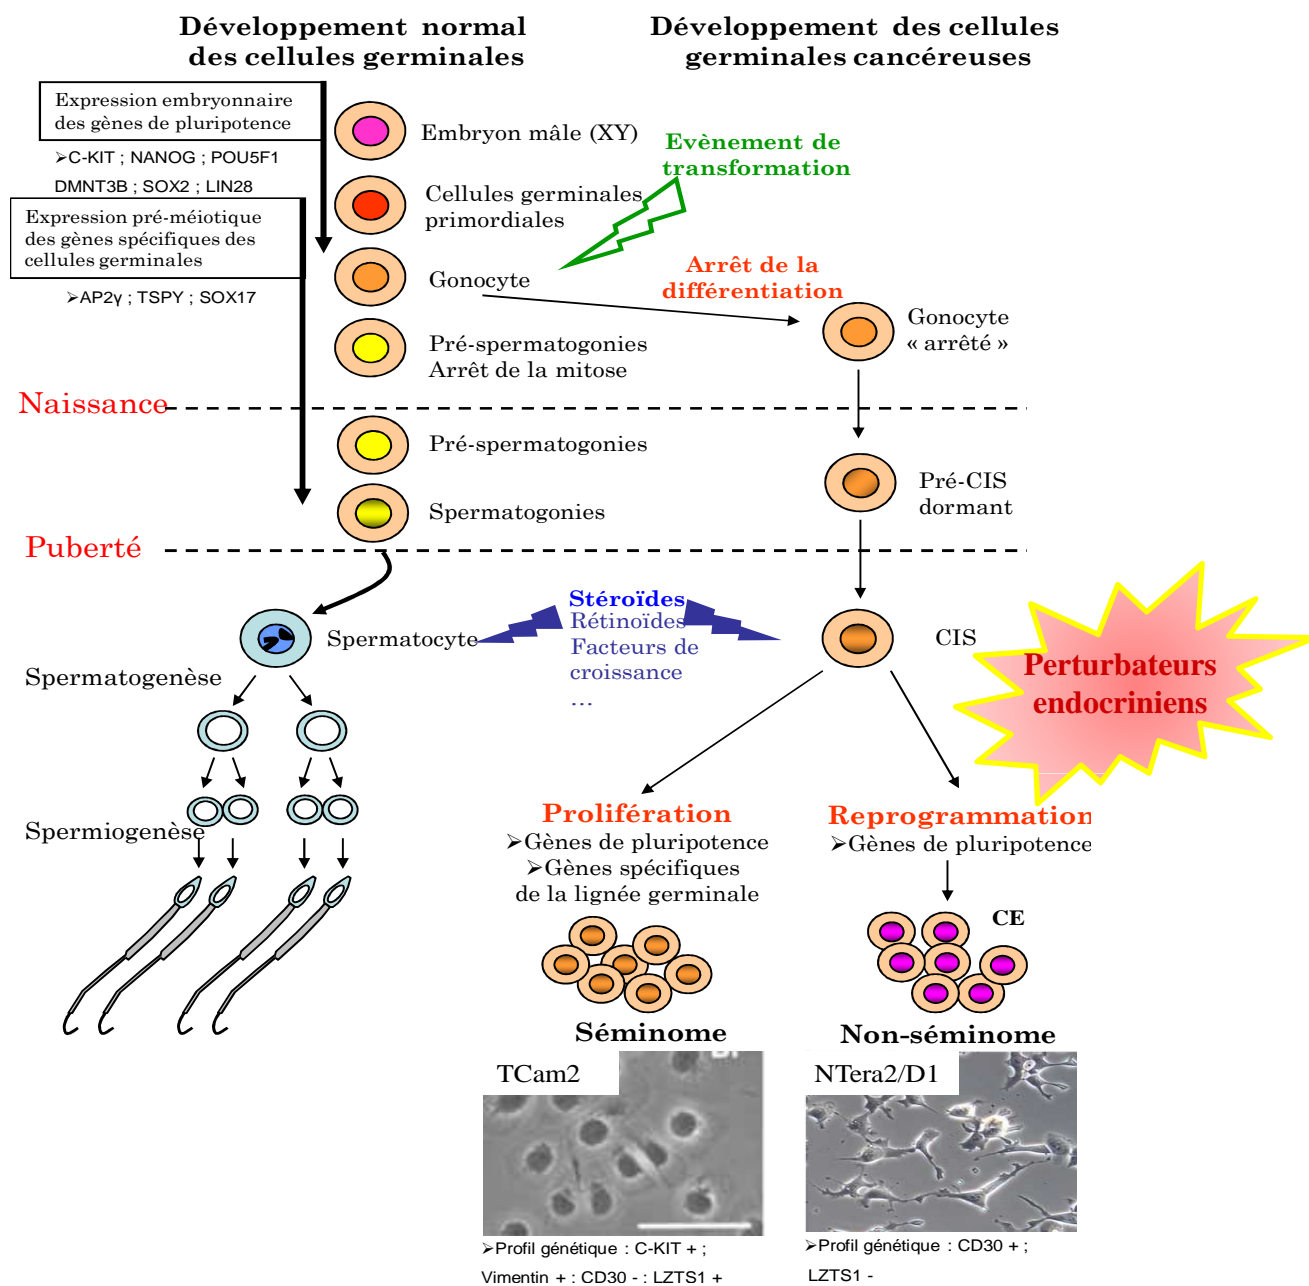 Développement normal
des cellules germinales
Développement des cellules
germinales cancéreuses
Expression embryonnaire
des gènes de pluripotence
➢C-KIT ; NANOG ; POU5F1
DMNT3B ; SOX2 ; LIN28
Expression pré-méiotique
des gènes spécifiques des
cellules germinales
➢AP2γ ; TSPY ; SOX17
Embryon mâle (XY)
Cellules germinales
primordiales
Gonocyte
Pré-spermatogonies
Arrêt de la mitose
Evènement de
transformation
Arrêt de la
différentiation
Gonocyte
« arrêté »
Naissance
Pré-spermatogonies
Spermatogonies
Pré-CIS
dormant
Puberté
Spermatocyte
Stéroïdes
Rétinoïdes
Facteurs de
croissance
…
CIS
Perturbateurs
endocriniens
Spermatogenèse
Spermiogenèse
Prolifération
➢Gènes de pluripotence
➢Gènes spécifiques
de la lignée germinale
Reprogrammation
➢Gènes de pluripotence
CE
Séminome
Non-séminome
TCam2
NTera2/D1
➢Profil génétique : C-KIT + ;
Vimentin + ; CD30 - ; LZTS1 +
➢Profil génétique : CD30 + ;
LZTS1 -